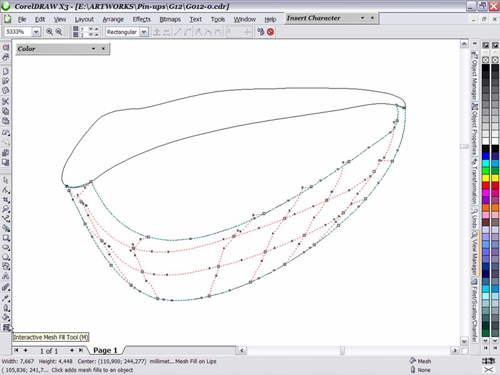 CorelDRAW X3 - [E:\ARTWORKS\Pin-ups\G12\G012-o.cdr]
File Edit View Layout Arrange Effects Bitmaps Text Tools Window Help
Insert Character
5333%
Rectangular
Color
Object Manager
Object Properties
Transformation
Undo
View Manager
Fillet/Scallop/Chamfer
Interactive Mesh Fill Tool (M)
1 of 1
Page 1
Width: 7,667 Height: 4,448 Center: (110,900; 244,277) millimet... Mesh Fill on Lips
Mesh
( 105,836; 241,7... Click adds mesh fills to an object
None